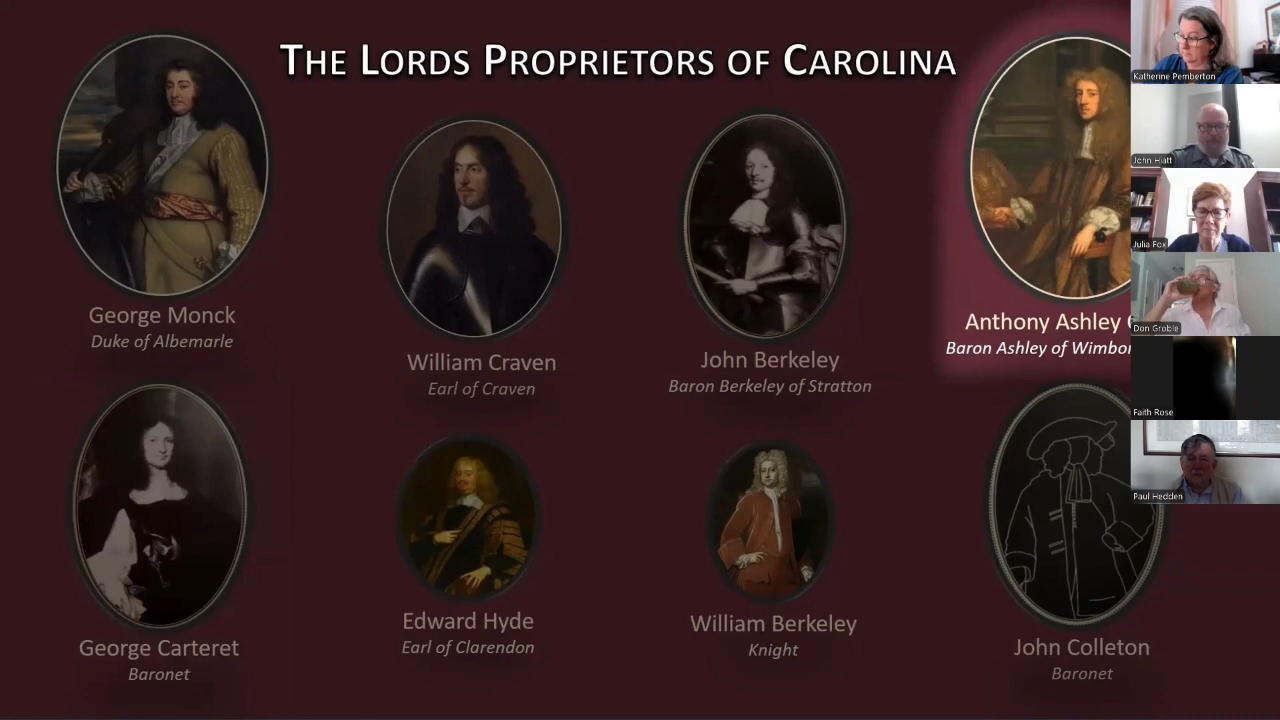 THE LORDS PROPRIETORS OF CAROLINA
George Monck
Duke of Albemarle
William Craven
Earl of Craven
John Berkeley
Baron Berkeley of Stratton
Anthony Ashley
Baron Ashley of
George Carteret
Baronet
Edward Hyde
Earl of Clarendon
William Berkeley
Knight
John Colleton
Baronet
Katherine Pemberton
John Hiatt
Julia Fox
Don Groble
Faith Rose
Paul Hedden